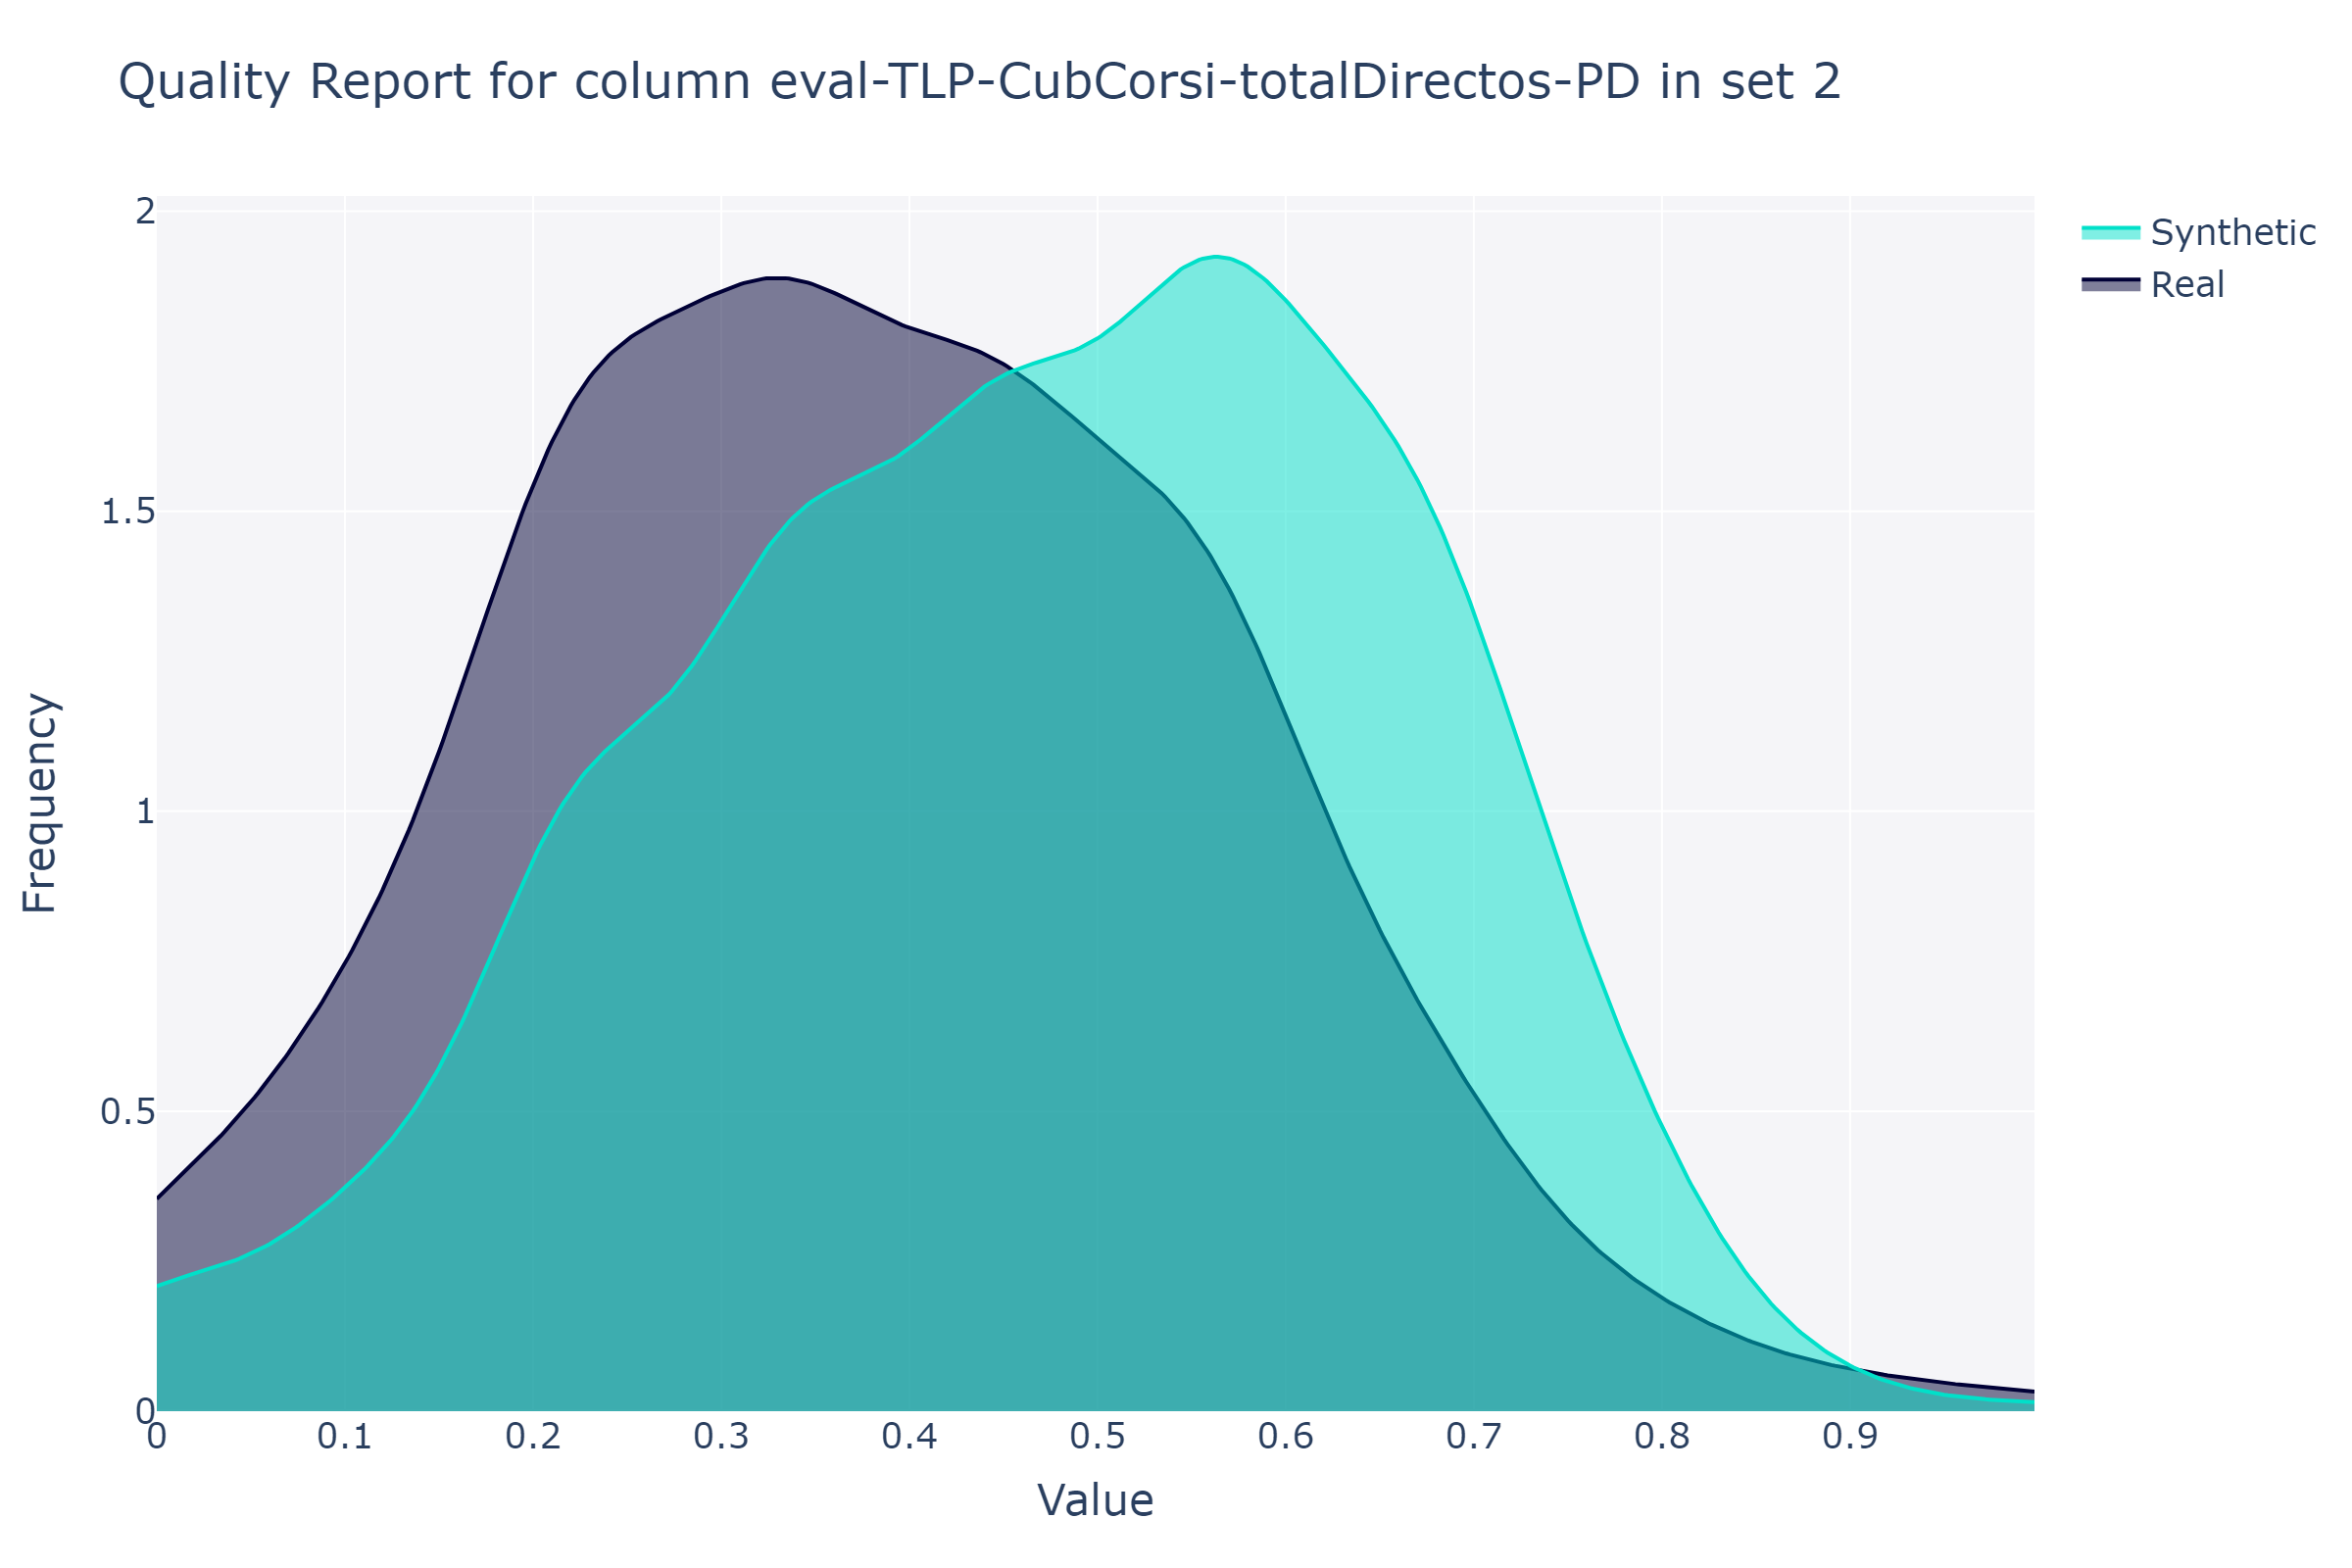 Quality Report for column eval-TLP-CubCorsi-totalDirectos-PD in set 2
Synthetic
Real
Frequency
2
1.5
1
0.5
0
0 0.1 0.2 0.3 0.4 0.5 0.6 0.7 0.8 0.9
Value